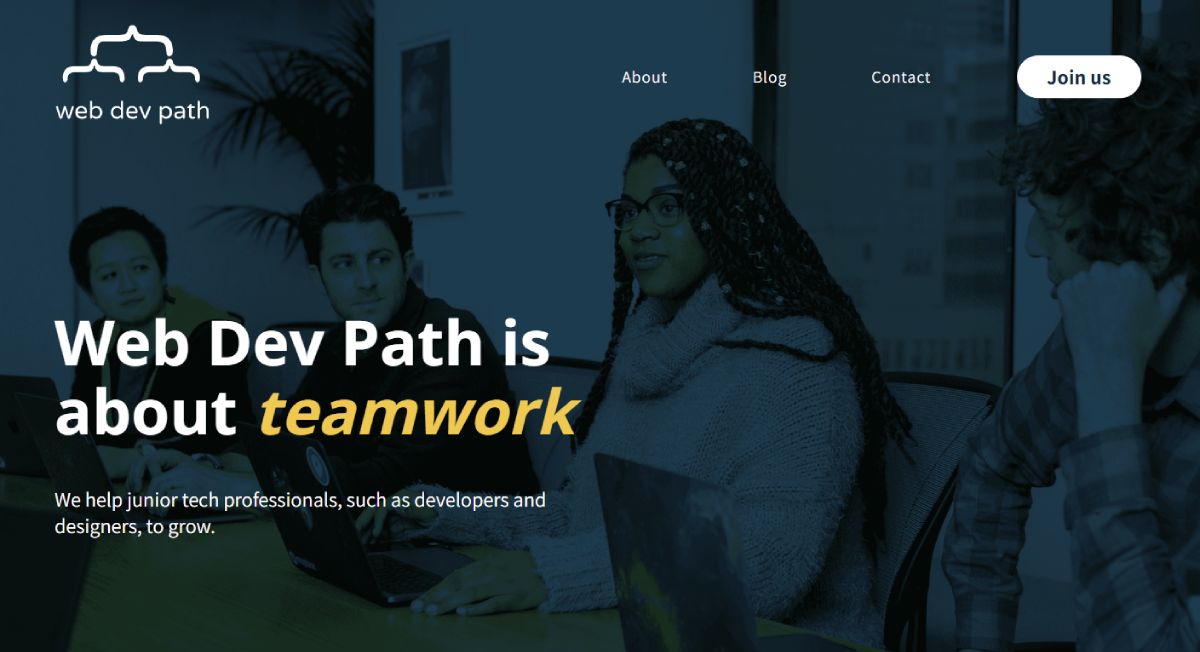 web dev path
About
Blog
Contact
Join us
Web Dev Path is
about teamwork
We help junior tech professionals, such as developers and
designers, to grow.